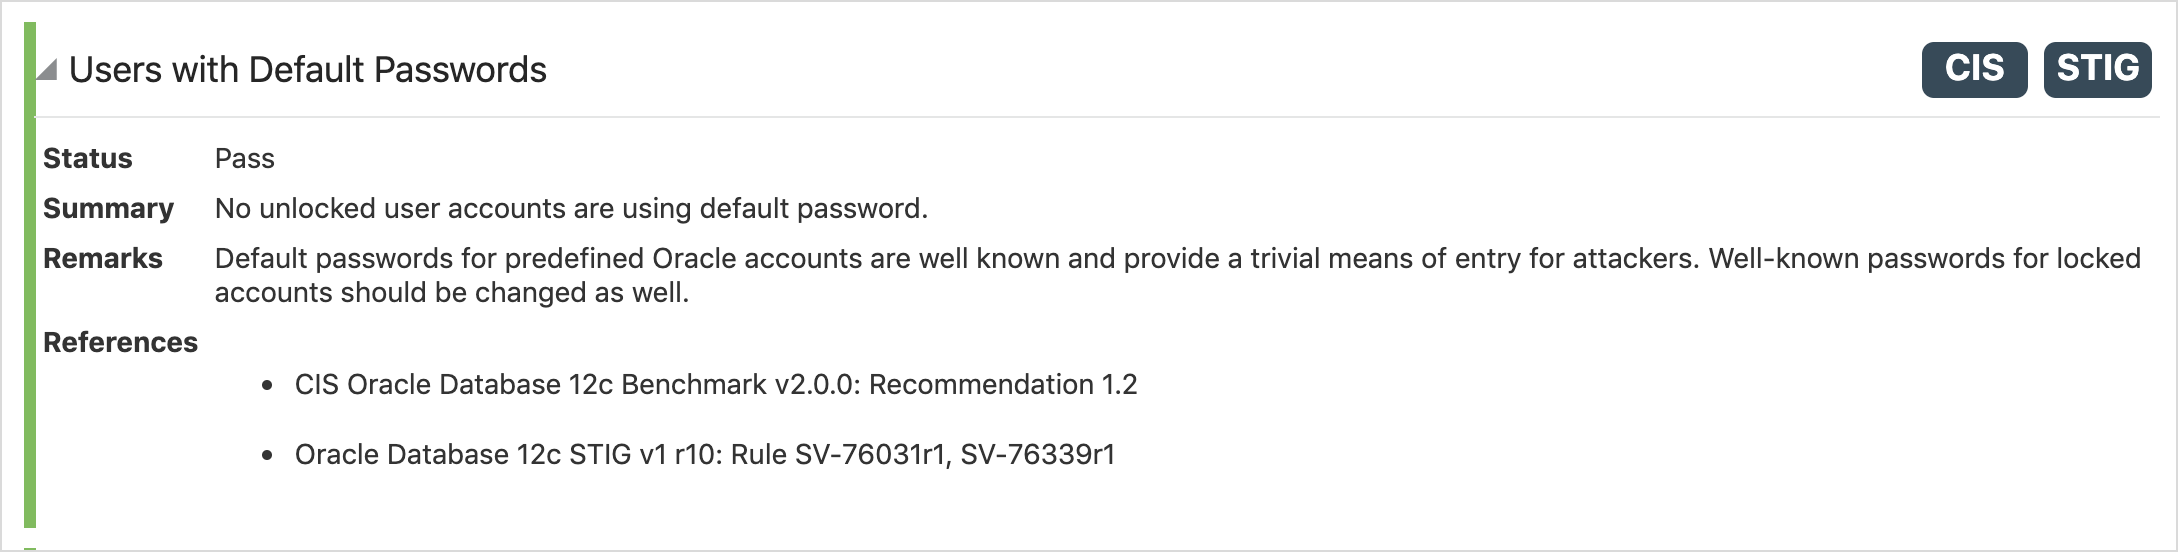 Users with Default Passwords
CIS STIG
Status Pass
Summary No unlocked user accounts are using default password.
Remarks Default passwords for predefined Oracle accounts are well known and provide a trivial means of entry for attackers. Well-known passwords for locked
accounts should be changed as well.
References
• CIS Oracle Database 12c Benchmark v2.0.0: Recommendation 1.2
• Oracle Database 12c STIG v1 r10: Rule SV-76031r1, SV-76339r1